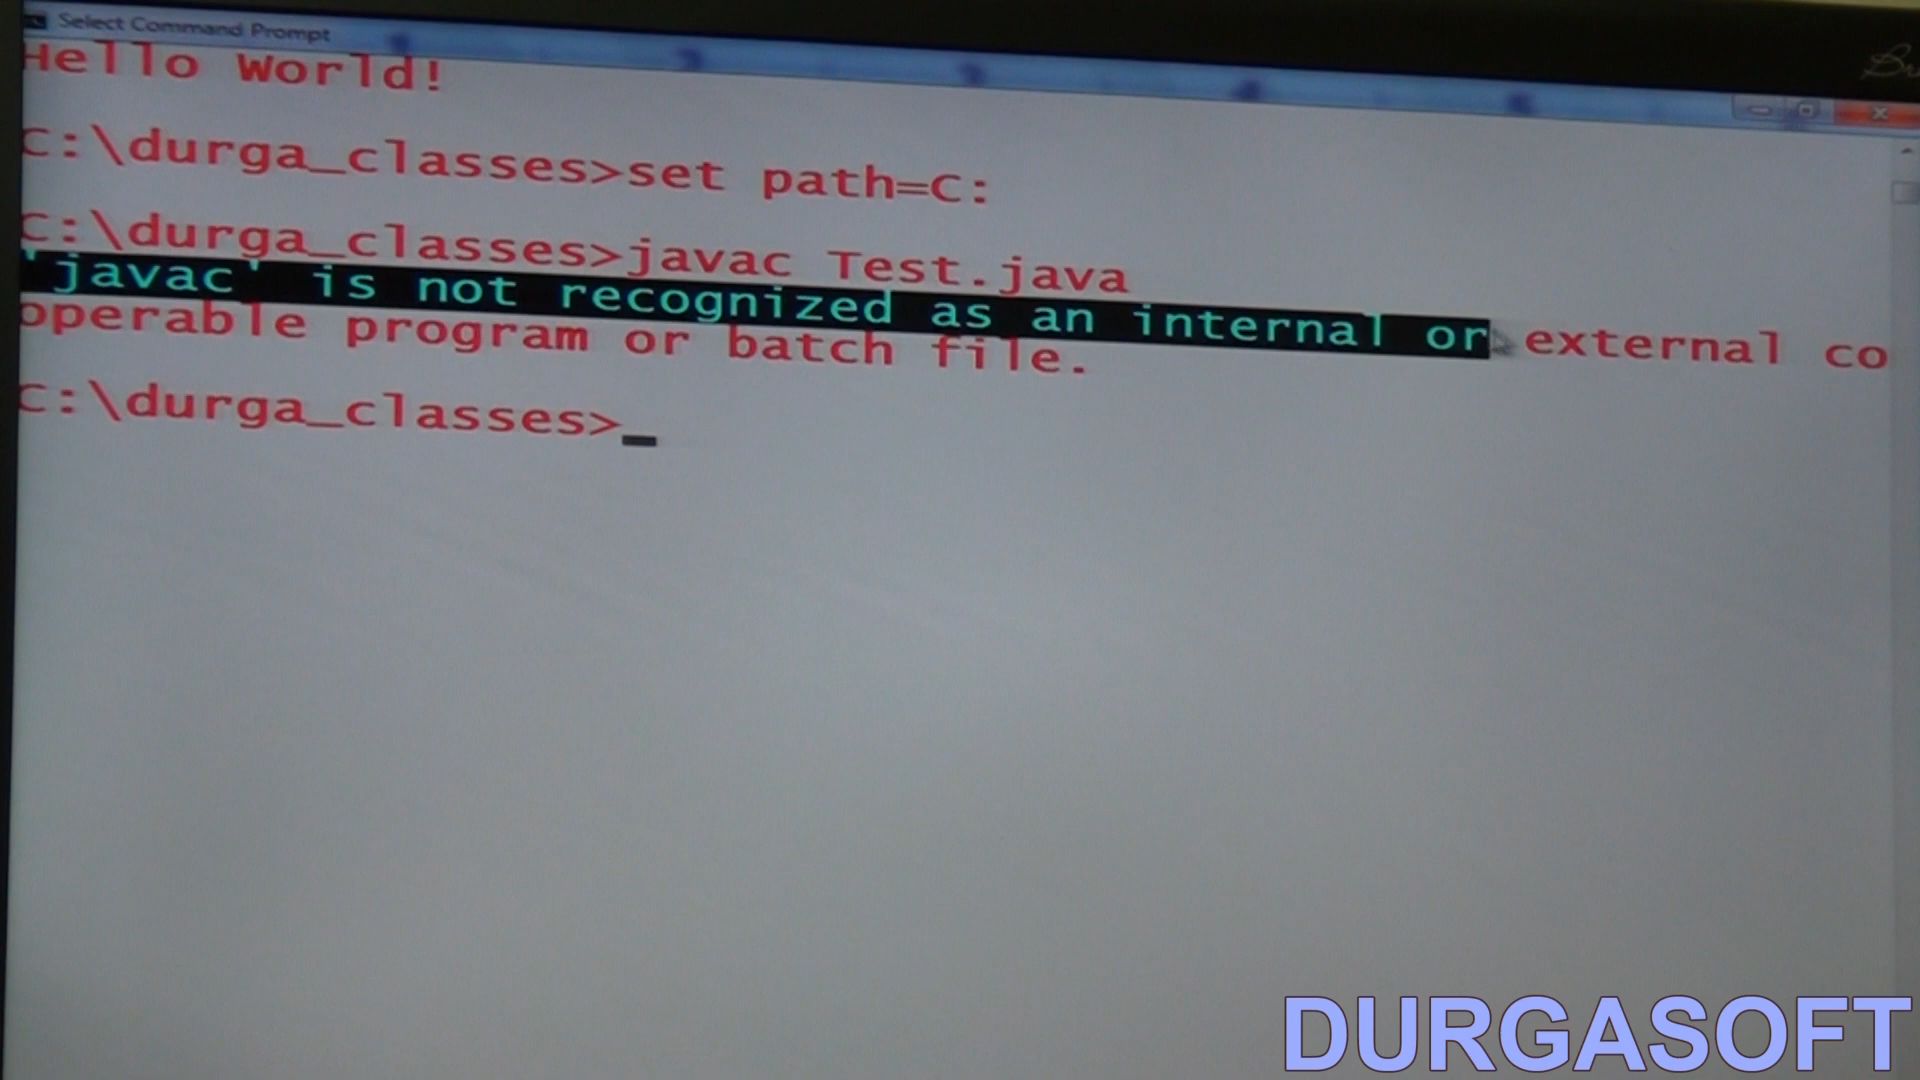 Select Command Prompt
Hello World!
C:\durga_classes>set path=C:
C:\durga_classes>javac Test.java
'javac' is not recognized as an internal or external co
operable program or batch file.
C:\durga_classes>
DURGASOFT